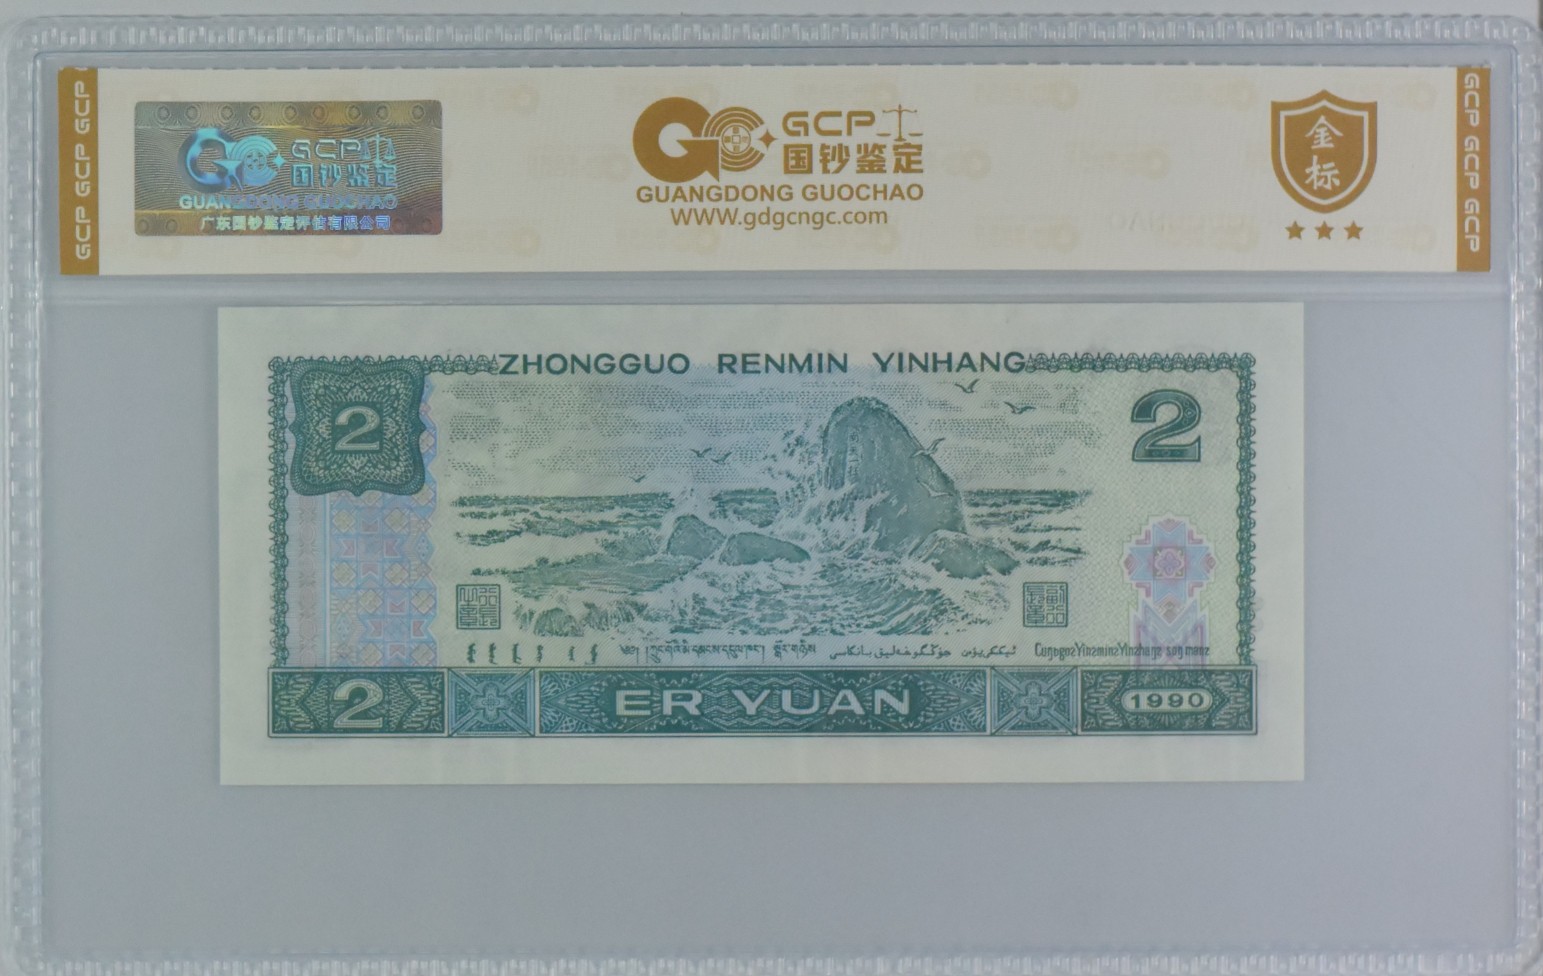 GCP GCP GCP
GCP
国钞鉴定
GUANGDONG GUOCHAO
广东国钞鉴定评估有限公司
GCP
国钞鉴定
GUANGDONG GUOCHAO
WWW.gdgcngc.com
金
标
GCP GCP GCP
ZHONGGUO RENMIN YINHANG
2
2
2
ER YUAN
1990